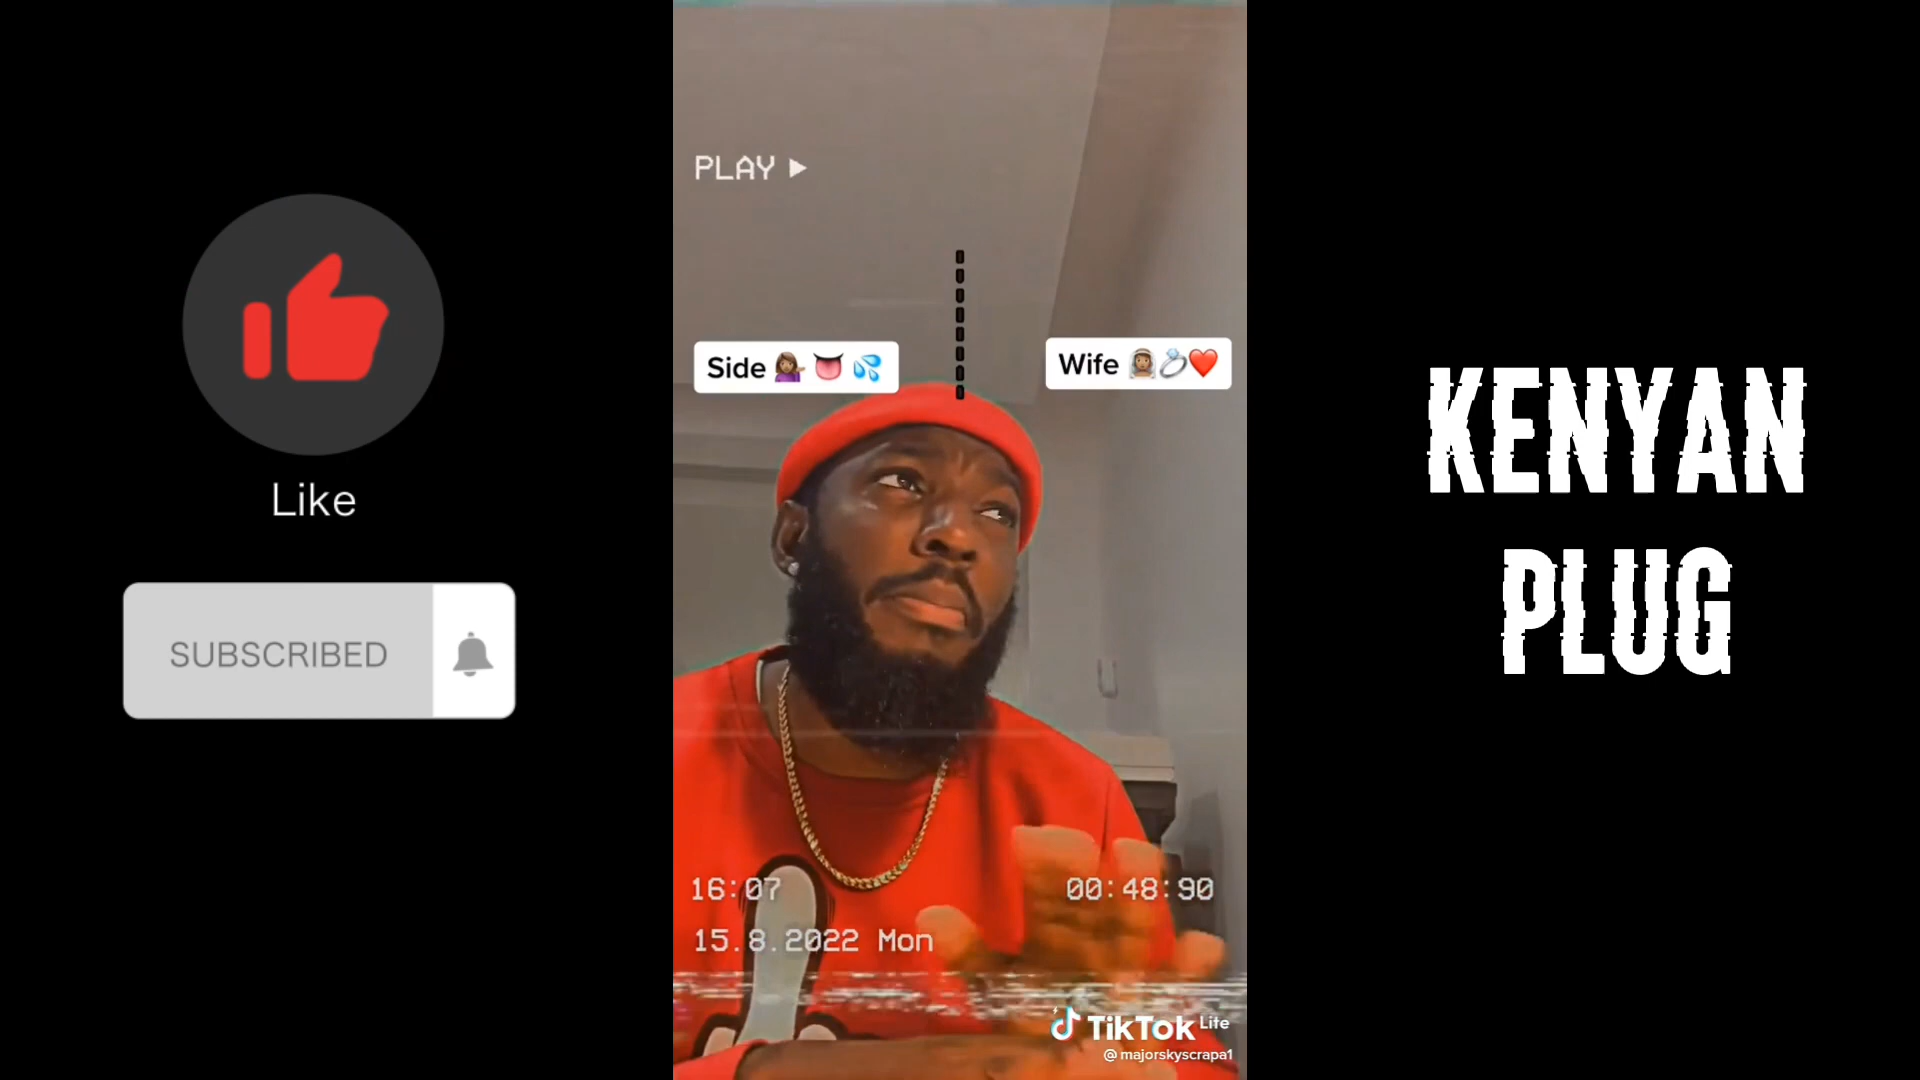 Like
SUBSCRIBED
PLAY
Side 💁🏽‍♀️👅💦
Wife 👰🏽‍♀️💍❤️
16:07
00:48:90
15.8.2022 Mon
TikTok Lite
@majorskyscrapa1
KENYAN
PLUG